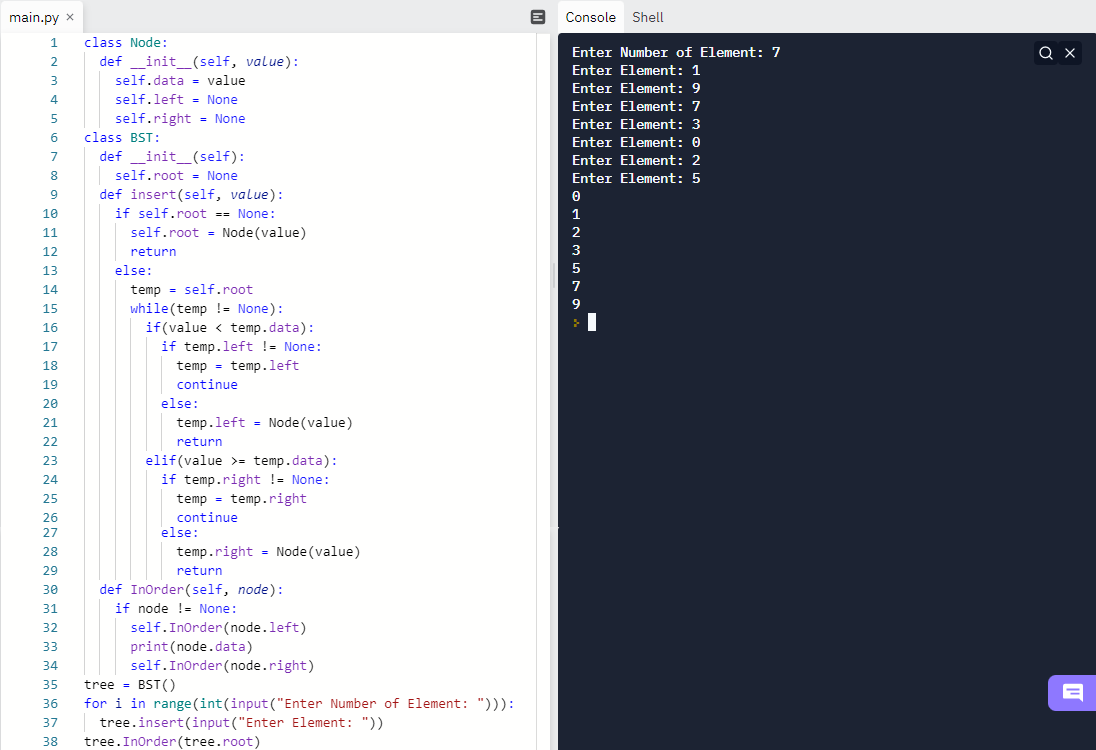 main.py ×
1 class Node:
2   def __init__(self, value):
3     self.data = value
4     self.left = None
5     self.right = None
6 class BST:
7   def __init__(self):
8     self.root = None
9   def insert(self, value):
10     if self.root == None:
11       self.root = Node(value)
12       return
13     else:
14       temp = self.root
15       while(temp != None):
16         if(value < temp.data):
17           if temp.left != None:
18             temp = temp.left
19             continue
20           else:
21             temp.left = Node(value)
22             return
23         elif(value >= temp.data):
24           if temp.right != None:
25             temp = temp.right
26             continue
27           else:
28             temp.right = Node(value)
29             return
30   def InOrder(self, node):
31     if node != None:
32       self.InOrder(node.left)
33       print(node.data)
34       self.InOrder(node.right)
35 tree = BST()
36 for i in range(int(input("Enter Number of Element: "))):
37   tree.insert(input("Enter Element: "))
38 tree.InOrder(tree.root)
Console Shell
Enter Number of Element: 7
Enter Element: 1
Enter Element: 9
Enter Element: 7
Enter Element: 3
Enter Element: 0
Enter Element: 2
Enter Element: 5
0
1
2
3
5
7
9